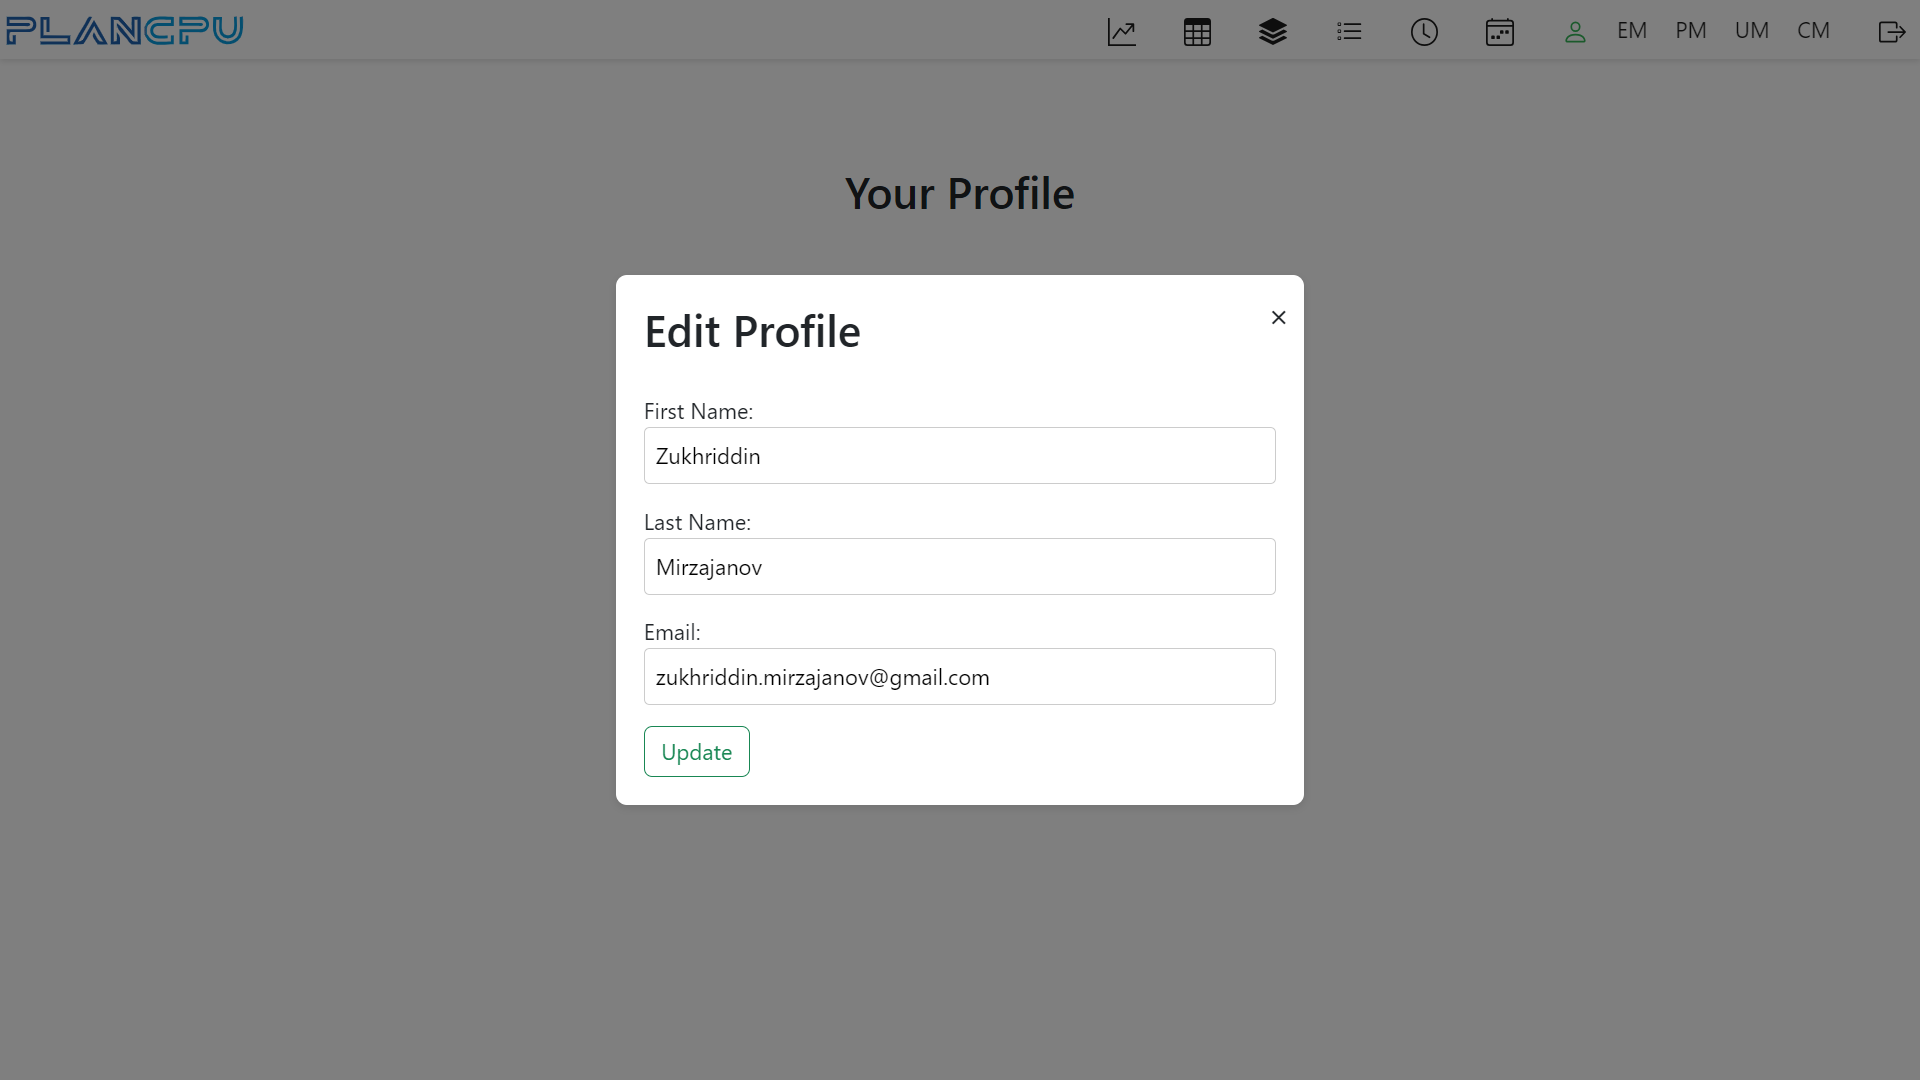 PLANCPU
EM PM UM CM
Your Profile
Edit Profile
×
First Name:
Zukhriddin
Last Name:
Mirzajanov
Email:
zukhriddin.mirzajanov@gmail.com
Update